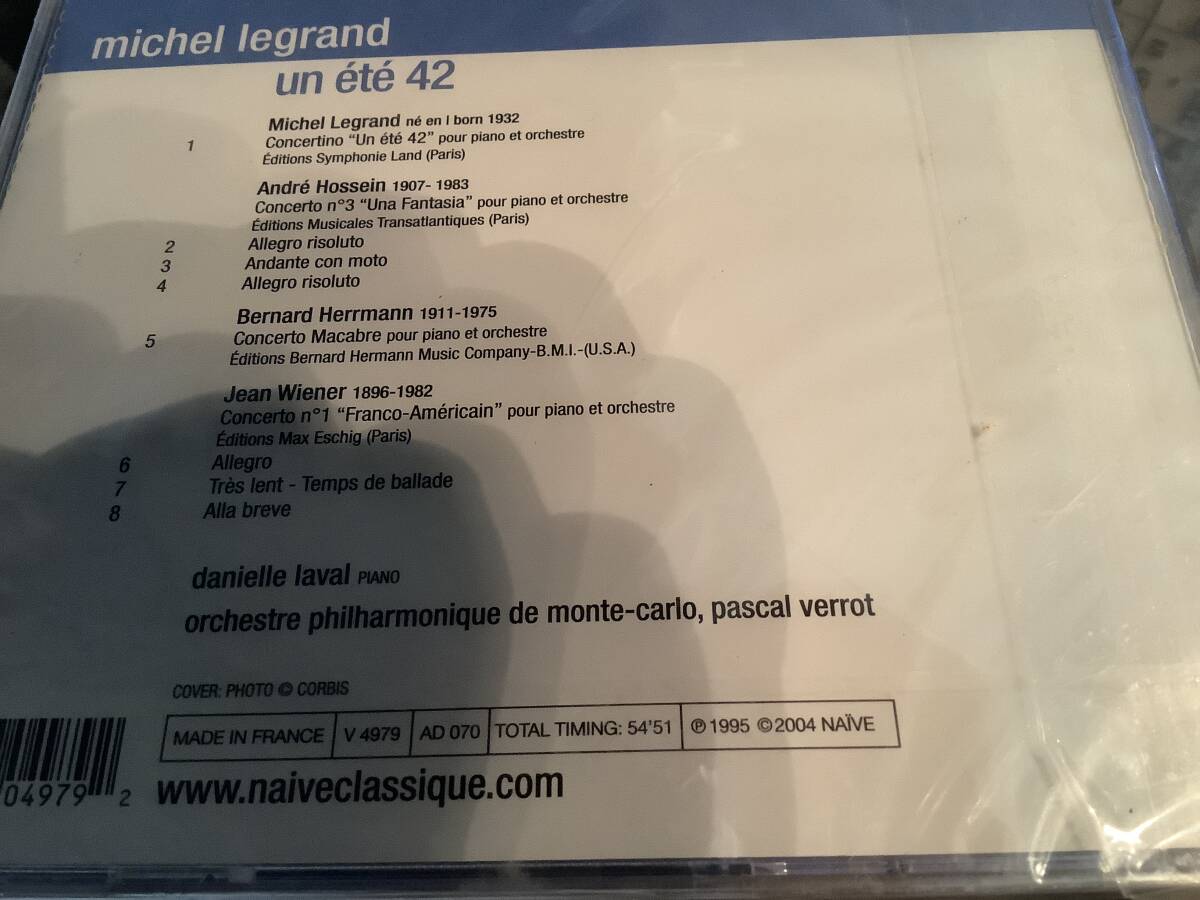 michel legrand
un été 42
Michel Legrand né en I born 1932
1 Concertino "Un été 42" pour piano et orchestre
Éditions Symphonie Land (Paris)
André Hossein 1907- 1983
Concerto n°3 "Una Fantasia" pour piano et orchestre
Éditions Musicales Transatlantiques (Paris)
2 Allegro risoluto
3 Andante con moto
4 Allegro risoluto
Bernard Herrmann 1911-1975
5 Concerto Macabre pour piano et orchestre
Éditions Bernard Hermann Music Company-B.M.I.-(U.S.A.)
Jean Wiener 1896-1982
Concerto n°1 "Franco-Américain" pour piano et orchestre
Éditions Max Eschig (Paris)
6 Allegro
7 Très lent - Temps de ballade
8 Alla breve
danielle laval PIANO
orchestre philharmonique de monte-carlo, pascal verrot
COVER: PHOTO © CORBIS
MADE IN FRANCE V 4979 AD 070 TOTAL TIMING: 54'51 ℗ 1995 © 2004 NAÏVE
04979 2
www.naiveclassique.com